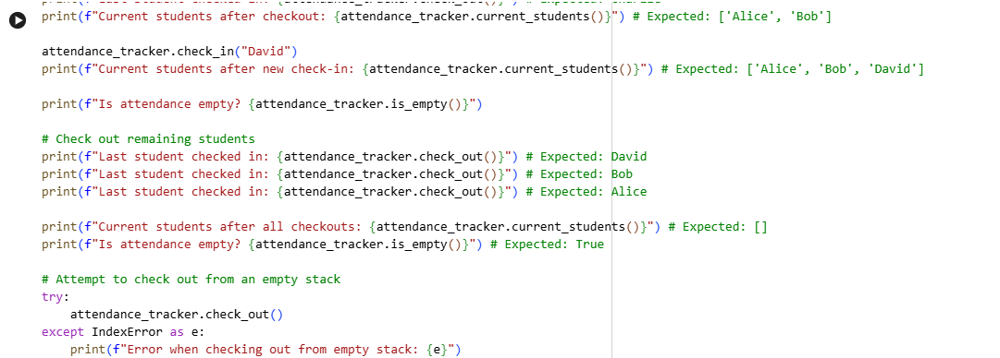 print(f"Current students after checkout: {attendance_tracker.current_students()}") # Expected: ['Alice', 'Bob']
attendance_tracker.check_in("David")
print(f"Current students after new check-in: {attendance_tracker.current_students()}") # Expected: ['Alice', 'Bob', 'David']
print(f"Is attendance empty? {attendance_tracker.is_empty()}")
# Check out remaining students
print(f"Last student checked in: {attendance_tracker.check_out()}") # Expected: David
print(f"Last student checked in: {attendance_tracker.check_out()}") # Expected: Bob
print(f"Last student checked in: {attendance_tracker.check_out()}") # Expected: Alice
print(f"Current students after all checkouts: {attendance_tracker.current_students()}") # Expected: []
print(f"Is attendance empty? {attendance_tracker.is_empty()}") # Expected: True
# Attempt to check out from an empty stack
try:
    attendance_tracker.check_out()
except IndexError as e:
    print(f"Error when checking out from empty stack: {e}")